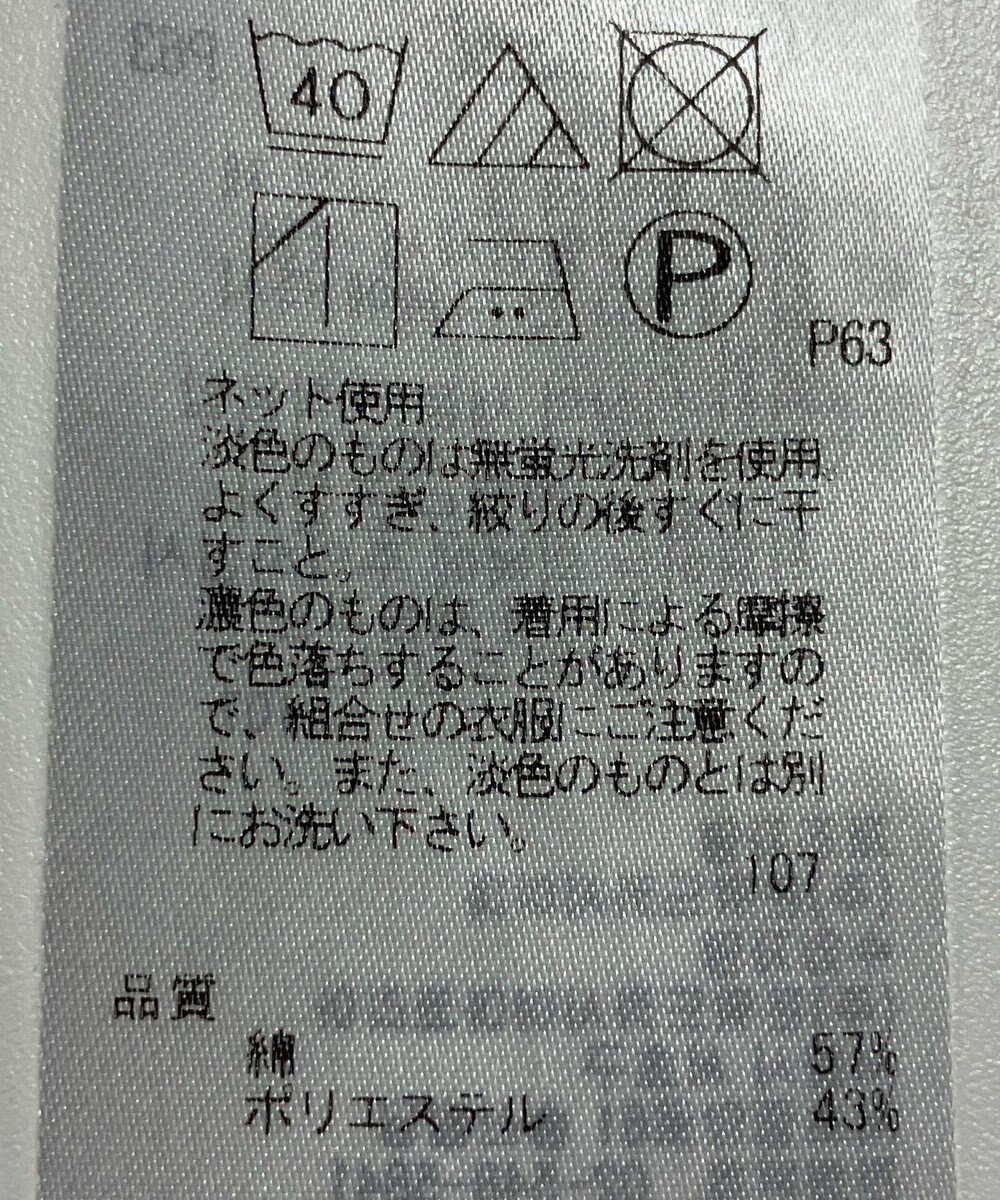 40
P
P63
ネット使用
淡色のものは無蛍光洗剤を使用
よくすすぎ、絞りの後すぐに干
すこと。
濃色のものは、着用による摩擦
で色落ちすることがありますの
で、組合せの衣服にご注意くだ
さい。また、淡色のものとは別
にお洗い下さい。
107
品質
綿 57%
ポリエステル 43%